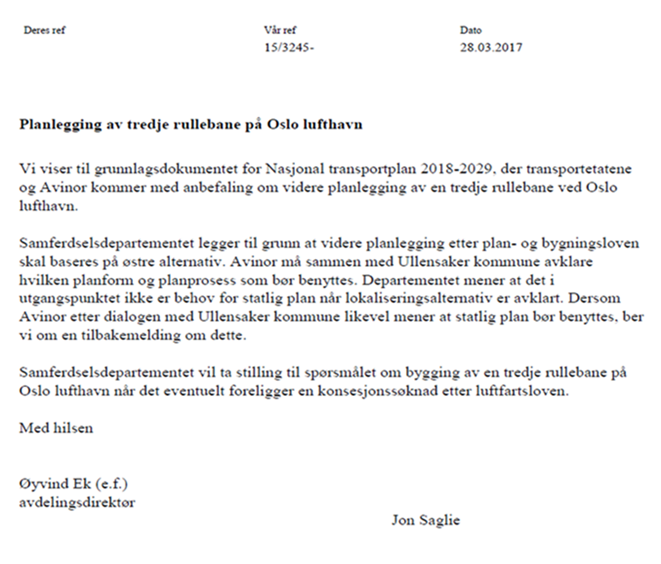 Deres ref Vår ref Dato
15/3245- 28.03.2017
Planlegging av tredje rullebane på Oslo lufthavn
Vi viser til grunnlagsdokumentet for Nasjonal transportplan 2018-2029, der transportetatene
og Avinor kommer med anbefaling om videre planlegging av en tredje rullebane ved Oslo
lufthavn.
Samferdselsdepartementet legger til grunn at videre planlegging etter plan- og bygningsloven
skal baseres på østre alternativ. Avinor må sammen med Ullensaker kommune avklare
hvilken planform og planprosess som bør benyttes. Departementet mener at det i
utgangspunktet ikke er behov for statlig plan når lokaliseringsalternativ er avklart. Dersom
Avinor etter dialogen med Ullensaker kommune likevel mener at statlig plan bør benyttes, ber
vi om en tilbakemelding om dette.
Samferdselsdepartementet vil ta stilling til spørsmålet om bygging av en tredje rullebane på
Oslo lufthavn når det eventuelt foreligger en konsesjonssøknad etter luftfartsloven.
Med hilsen
Øyvind Ek (e.f.)
avdelingsdirektør
Jon Saglie